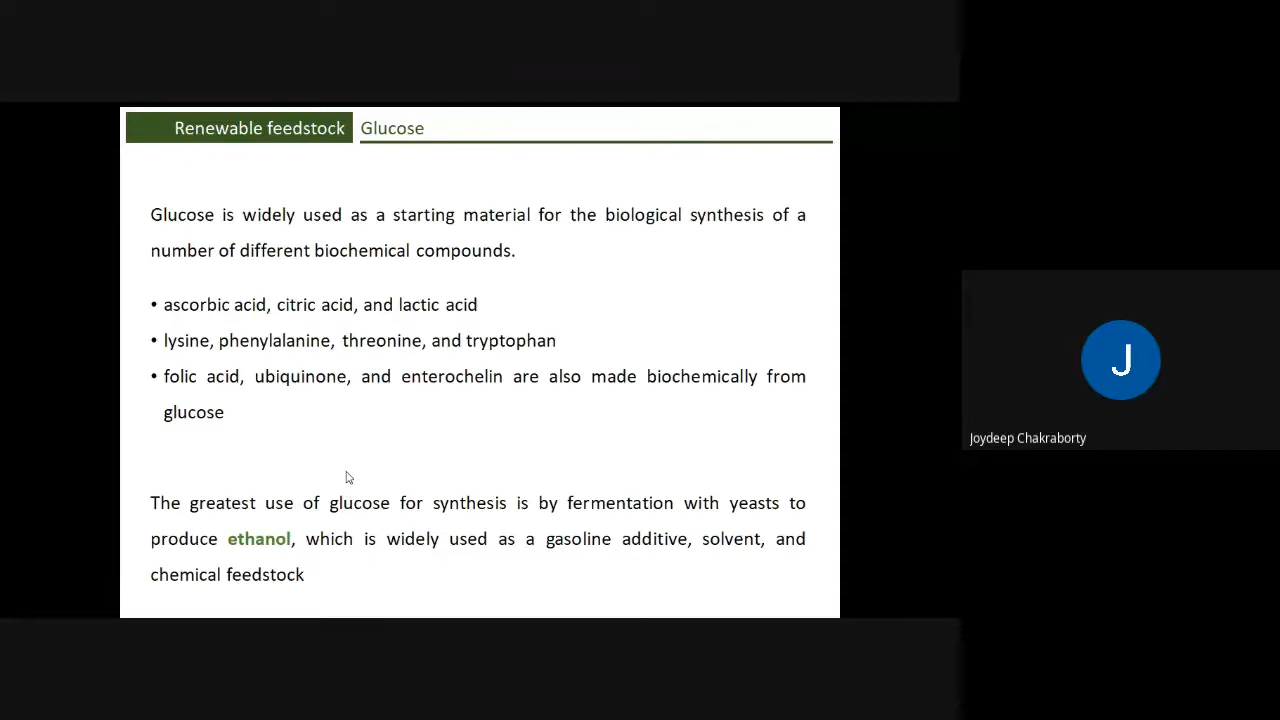 Renewable feedstock Glucose
Glucose is widely used as a starting material for the biological synthesis of a
number of different biochemical compounds.
• ascorbic acid, citric acid, and lactic acid
• lysine, phenylalanine, threonine, and tryptophan
• folic acid, ubiquinone, and enterochelin are also made biochemically from
glucose
The greatest use of glucose for synthesis is by fermentation with yeasts to
produce ethanol, which is widely used as a gasoline additive, solvent, and
chemical feedstock
J
Joydeep Chakraborty